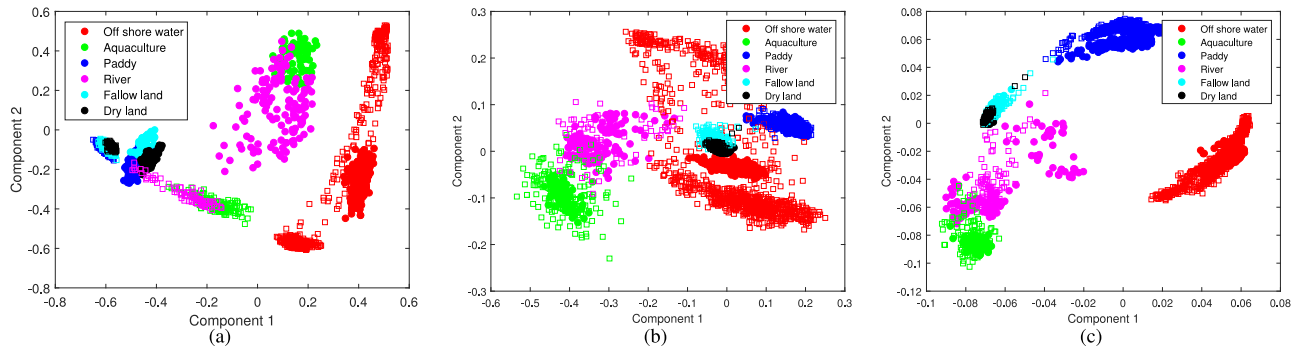 0.6
0.4
0.2
0
-0.2
-0.4
-0.6
-0.8
-0.8 -0.6 -0.4 -0.2 0 0.2 0.4 0.6
Component 2
Component 1
Off shore water
Aquaculture
Paddy
River
Fallow land
Dry land
(a)
0.3
0.2
0.1
0
-0.1
-0.2
-0.3
-0.6 -0.5 -0.4 -0.3 -0.2 -0.1 0 0.1 0.2 0.3
Component 2
Component 1
Off shore water
Aquaculture
Paddy
River
Fallow land
Dry land
(b)
0.08
0.06
0.04
0.02
0
-0.02
-0.04
-0.06
-0.08
-0.1
-0.12
-0.1 -0.08 -0.06 -0.04 -0.02 0 0.02 0.04 0.06 0.08
Component 2
Component 1
Off shore water
Aquaculture
Paddy
River
Fallow land
Dry land
(c)